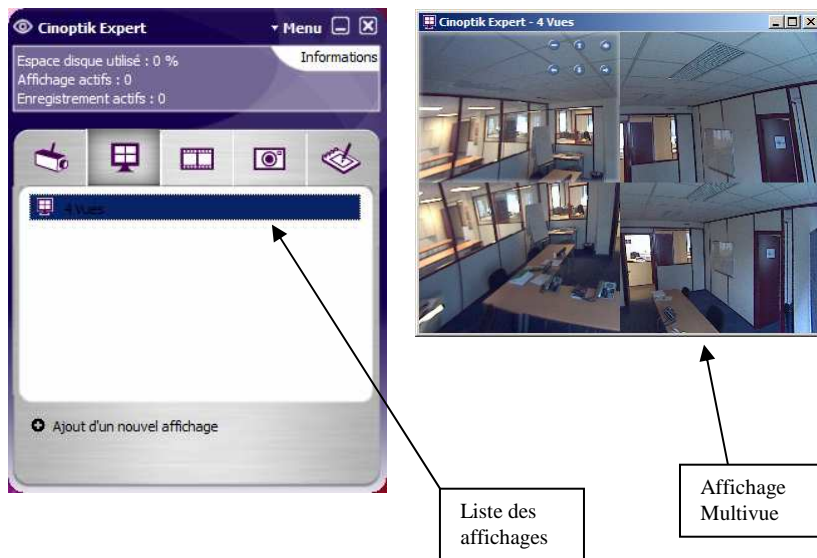 Cinoptik Expert
Menu
Espace disque utilisé : 0 %
Informations
Affichage actifs : 0
Enregistrement actifs : 0
4 Vues
Ajout d'un nouvel affichage
Cinoptik Expert - 4 Vues
Liste des
affichages
Affichage
Multivue